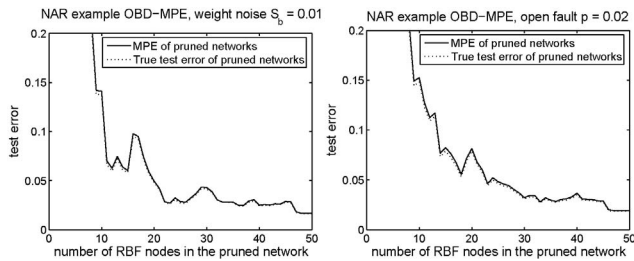 NAR example OBD-MPE, weight noise S_b = 0.01
MPE of pruned networks
True test error of pruned networks
test error
0.2
0.15
0.1
0.05
0
0 10 20 30 40 50
number of RBF nodes in the pruned network
NAR example OBD-MPE, open fault p = 0.02
MPE of pruned networks
True test error of pruned networks
test error
0.2
0.15
0.1
0.05
0
0 10 20 30 40 50
number of RBF nodes in the pruned network